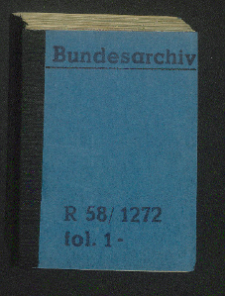 Bundesarchiv
R 58/1272
fol. 1-